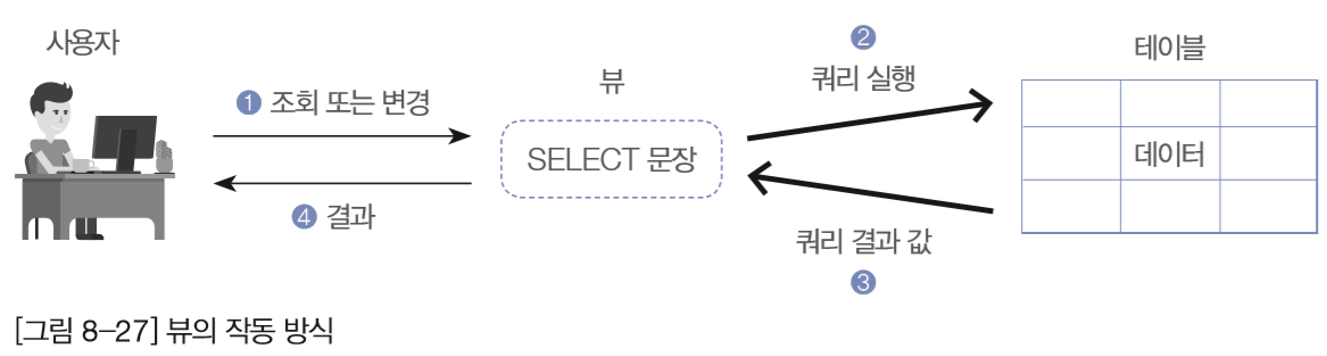 사용자
❶ 조회 또는 변경
❹ 결과
뷰
SELECT 문장
❷
쿼리 실행
쿼리 결과 값
❸
테이블
데이터
[그림 8-27] 뷰의 작동 방식